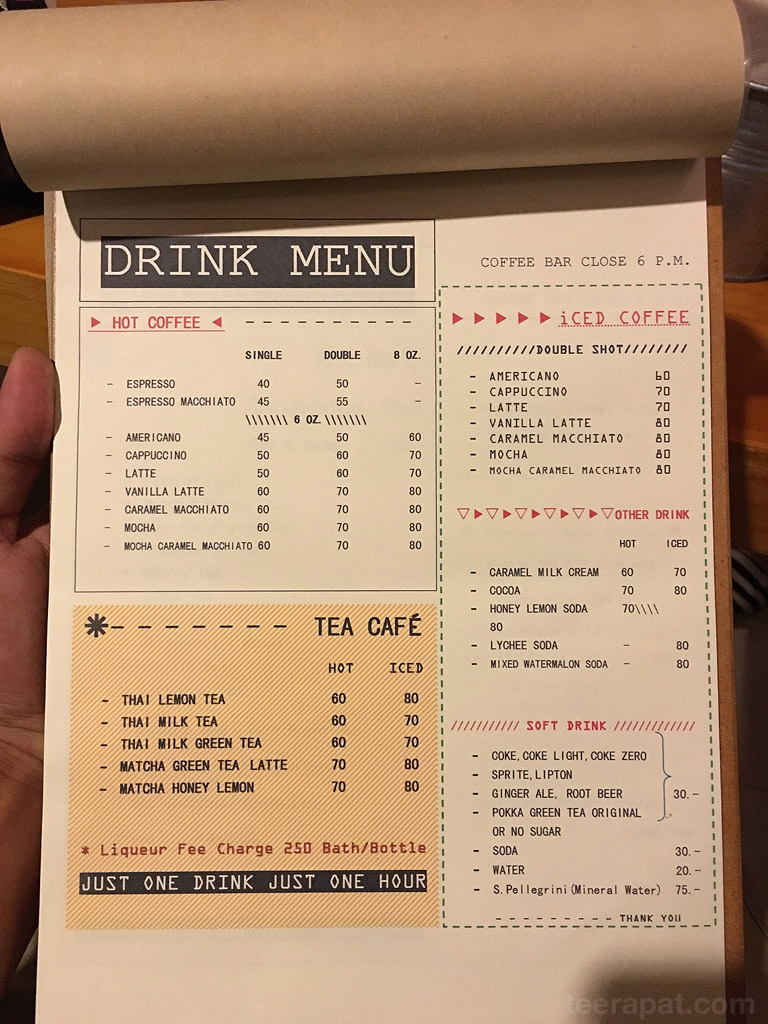 DRINK MENU
COFFEE BAR CLOSE 6 P.M.
▶ HOT COFFEE ◀ - - - - - - - - - -
SINGLE DOUBLE 8 OZ.
- ESPRESSO 40 50 -
- ESPRESSO MACCHIATO 45 55 -
\\\\\\\ 6 OZ. \\\\\\\
- AMERICANO 45 50 60
- CAPPUCCINO 50 60 70
- LATTE 50 60 70
- VANILLA LATTE 60 70 80
- CARAMEL MACCHIATO 60 70 80
- MOCHA 60 70 80
- MOCHA CARAMEL MACCHIATO 60 70 80
✱- - - - - - - TEA CAFÉ
HOT ICED
- THAI LEMON TEA 60 80
- THAI MILK TEA 60 70
- THAI MILK GREEN TEA 60 70
- MATCHA GREEN TEA LATTE 70 80
- MATCHA HONEY LEMON 70 80
* Liqueur Fee Charge 250 Bath/Bottle
JUST ONE DRINK JUST ONE HOUR
▶ ▶ ▶ ▶ ▶ iCED COFFEE
//////////DOUBLE SHOT////////
- AMERICANO 60
- CAPPUCCINO 70
- LATTE 70
- VANILLA LATTE 80
- CARAMEL MACCHIATO 80
- MOCHA 80
- MOCHA CARAMEL MACCHIATO 80
▽▶▽▶▽▶▽▶▽▶▽OTHER DRINK
HOT ICED
- CARAMEL MILK CREAM 60 70
- COCOA 70 80
- HONEY LEMON SODA 70\\\\
80
- LYCHEE SODA - 80
- MIXED WATERMALON SODA - 80
/////////// SOFT DRINK /////////////
- COKE,COKE LIGHT,COKE ZERO
- SPRITE,LIPTON
- GINGER ALE, ROOT BEER 30.-
- POKKA GREEN TEA ORIGINAL
OR NO SUGAR
- SODA 30.-
- WATER 20.-
- S.Pellegrini(Mineral Water) 75.-
- - - - - - - - - THANK YOU
teerapat.com